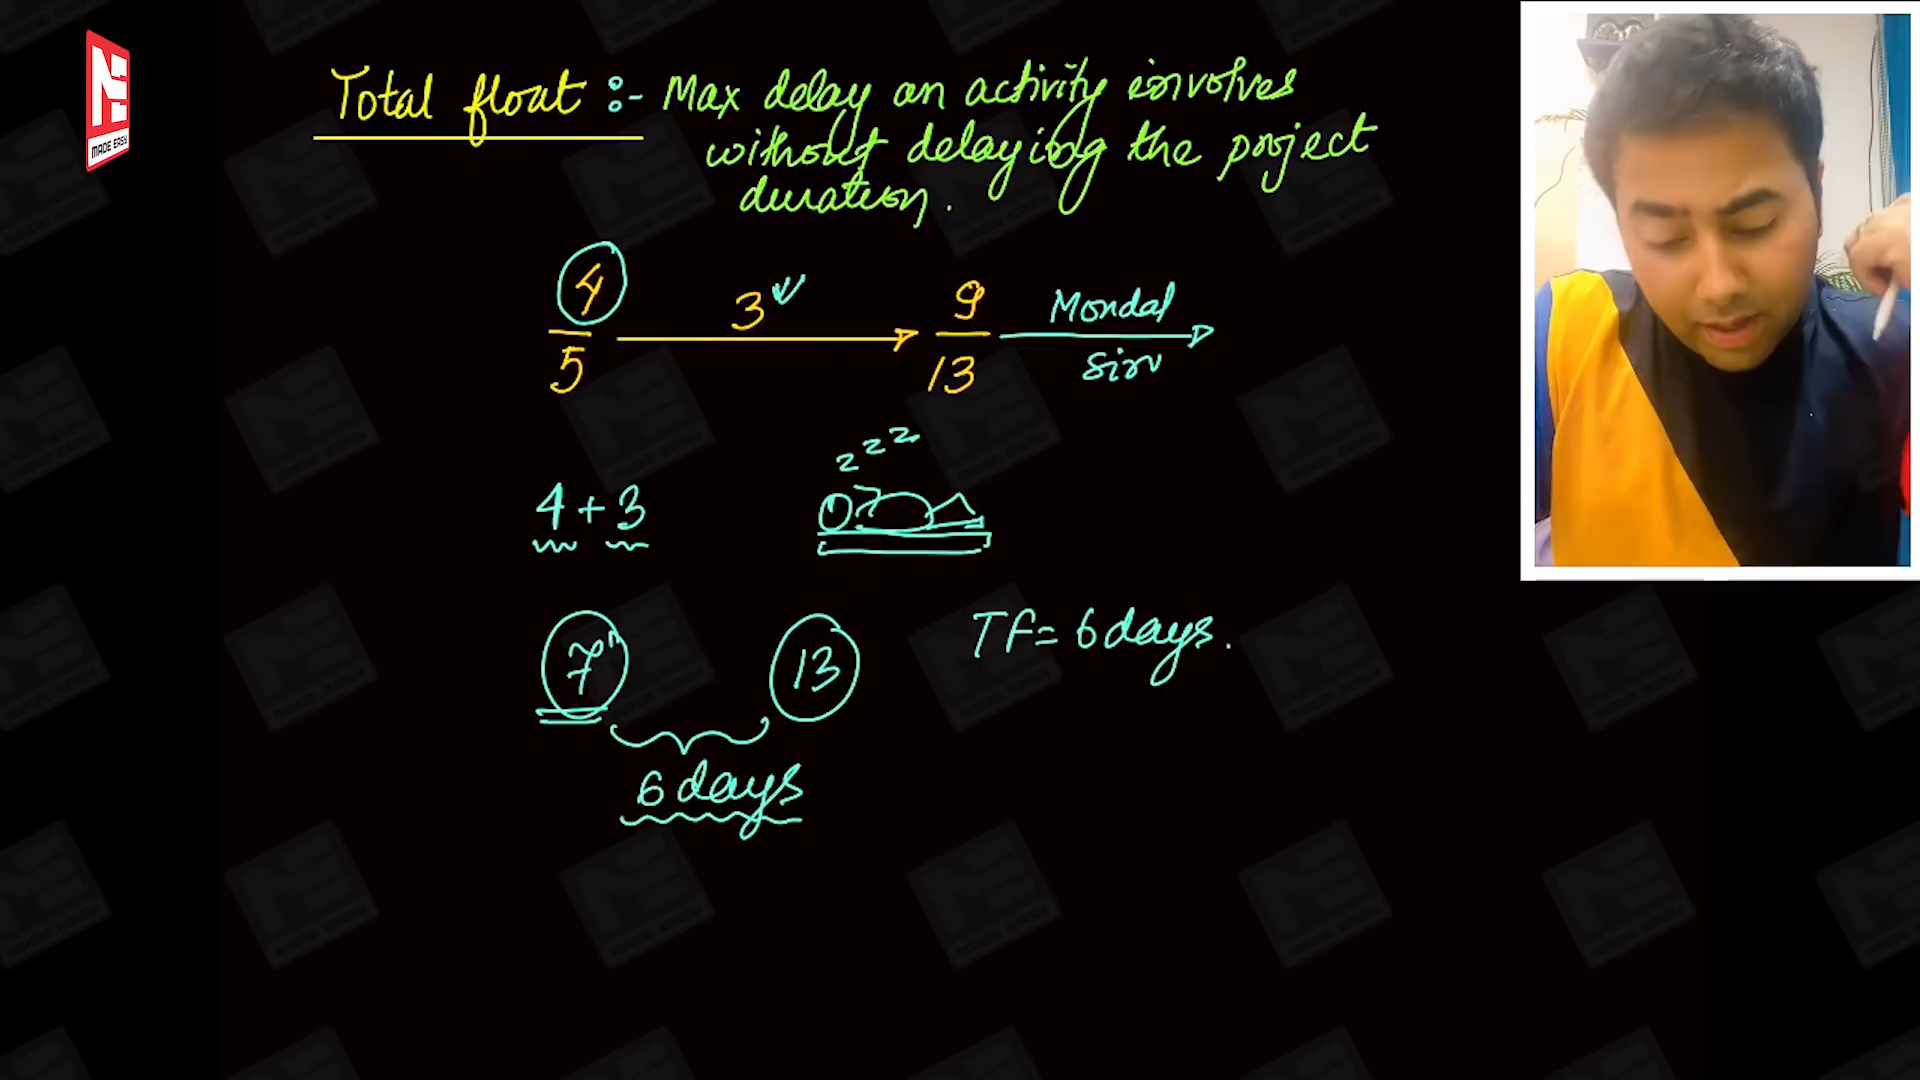 Total float :- Max delay an activity involves
without delaying the project
duration.
4
5
3
9
13
Mondal
Sir
4 + 3
z z z
7
13
TF = 6 days.
6 days
MADE EASY